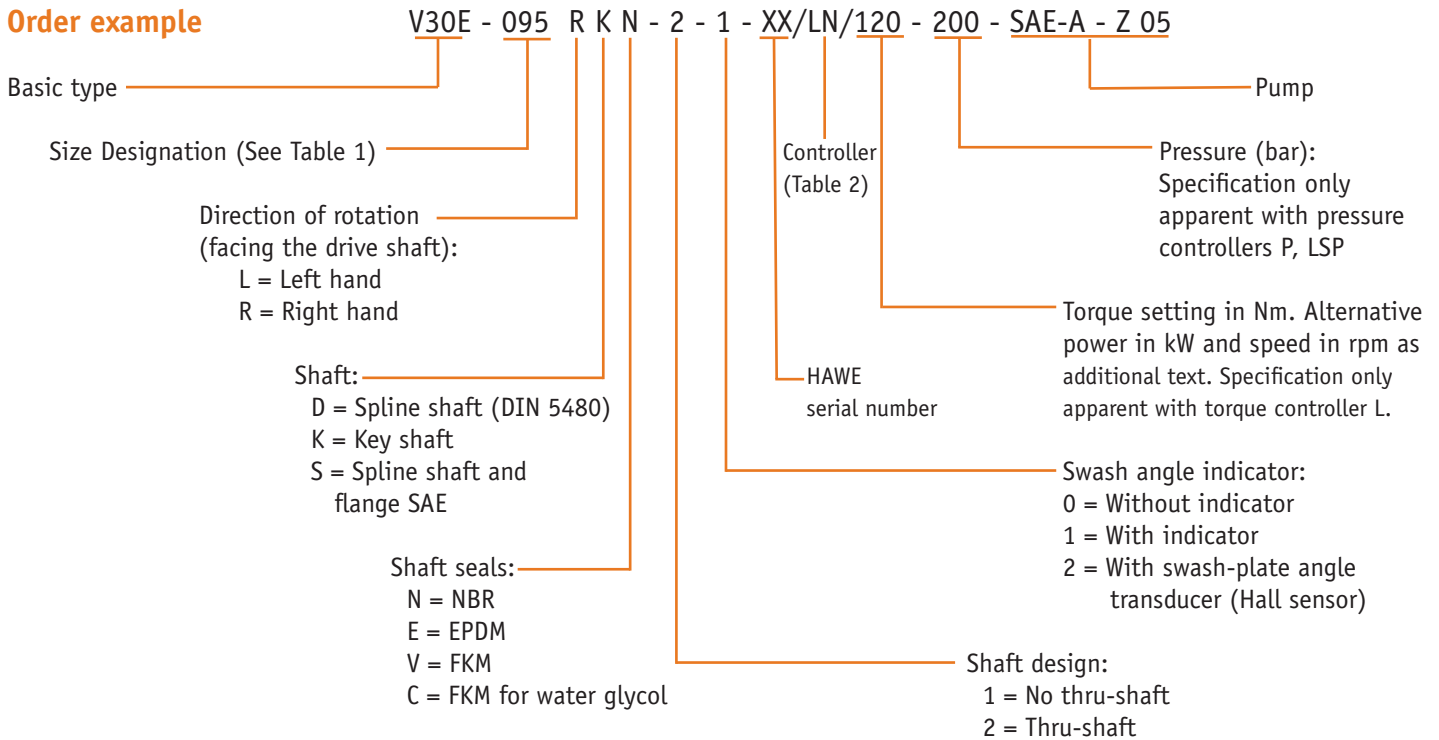 Order example
V30E - 095 R K N - 2 - 1 - XX/LN/120 - 200 - SAE-A - Z 05
Basic type
Pump
Size Designation (See Table 1)
Controller
(Table 2)
Pressure (bar):
Specification only
apparent with pressure
controllers P, LSP
Direction of rotation
(facing the drive shaft):
L = Left hand
R = Right hand
Torque setting in Nm. Alternative
power in kW and speed in rpm as
additional text. Specification only
apparent with torque controller L.
Shaft:
D = Spline shaft (DIN 5480)
K = Key shaft
S = Spline shaft and
flange SAE
HAWE
serial number
Swash angle indicator:
0 = Without indicator
1 = With indicator
2 = With swash-plate angle
transducer (Hall sensor)
Shaft seals:
N = NBR
E = EPDM
V = FKM
C = FKM for water glycol
Shaft design:
1 = No thru-shaft
2 = Thru-shaft